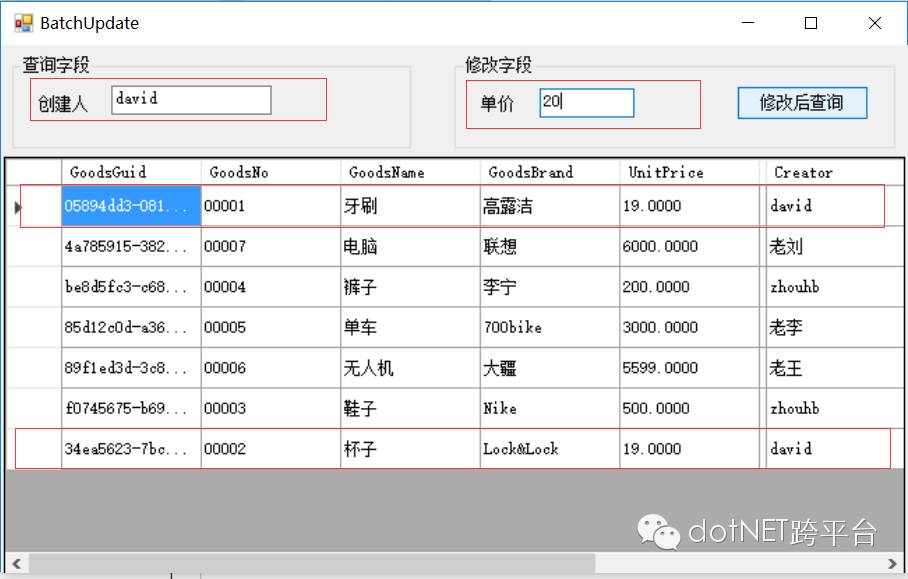 BatchUpdate
查询字段
创建人 david
修改字段
单价 20
修改后查询
GoodsGuid GoodsNo GoodsName GoodsBrand UnitPrice Creator
05894dd3-081... 00001 牙刷 高露洁 19.0000 david
4a785915-382... 00007 电脑 联想 6000.0000 老刘
be8d5fc3-c68... 00004 裤子 李宁 200.0000 zhouhb
85d12c0d-a36... 00005 单车 700bike 3000.0000 老李
89f1ed3d-3c8... 00006 无人机 大疆 5599.0000 老王
f0745675-b69... 00003 鞋子 Nike 500.0000 zhouhb
34ea5623-7bc... 00002 杯子 Lock&Lock 19.0000 david
dotNET跨平台